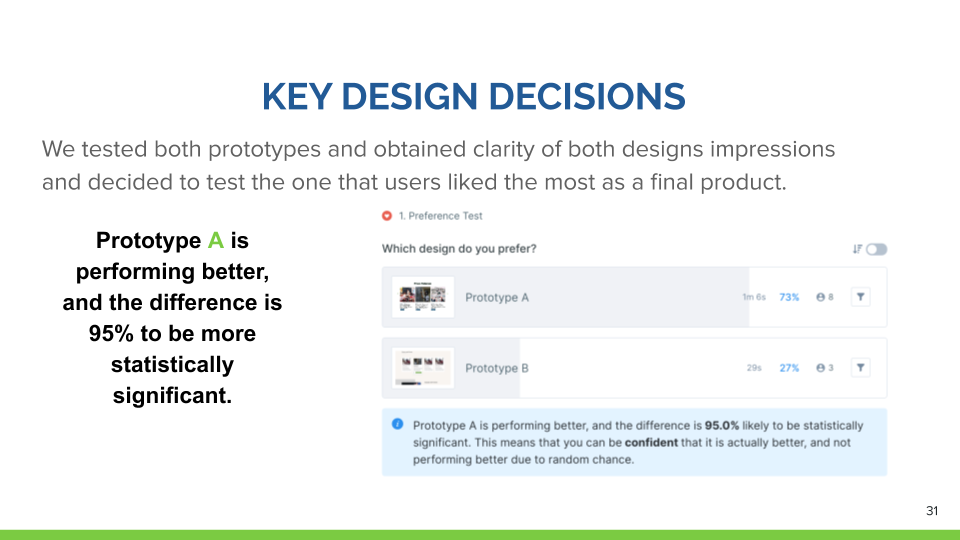 KEY DESIGN DECISIONS
We tested both prototypes and obtained clarity of both designs impressions
and decided to test the one that users liked the most as a final product.
Prototype A is
performing better,
and the difference is
95% to be more
statistically
significant.
1. Preference Test
Which design do you prefer?
Prototype A
1m 6s 73% 8
Prototype B
29s 27% 3
Prototype A is performing better, and the difference is 95.0% likely to be statistically
significant. This means that you can be confident that it is actually better, and not
performing better due to random chance.
31